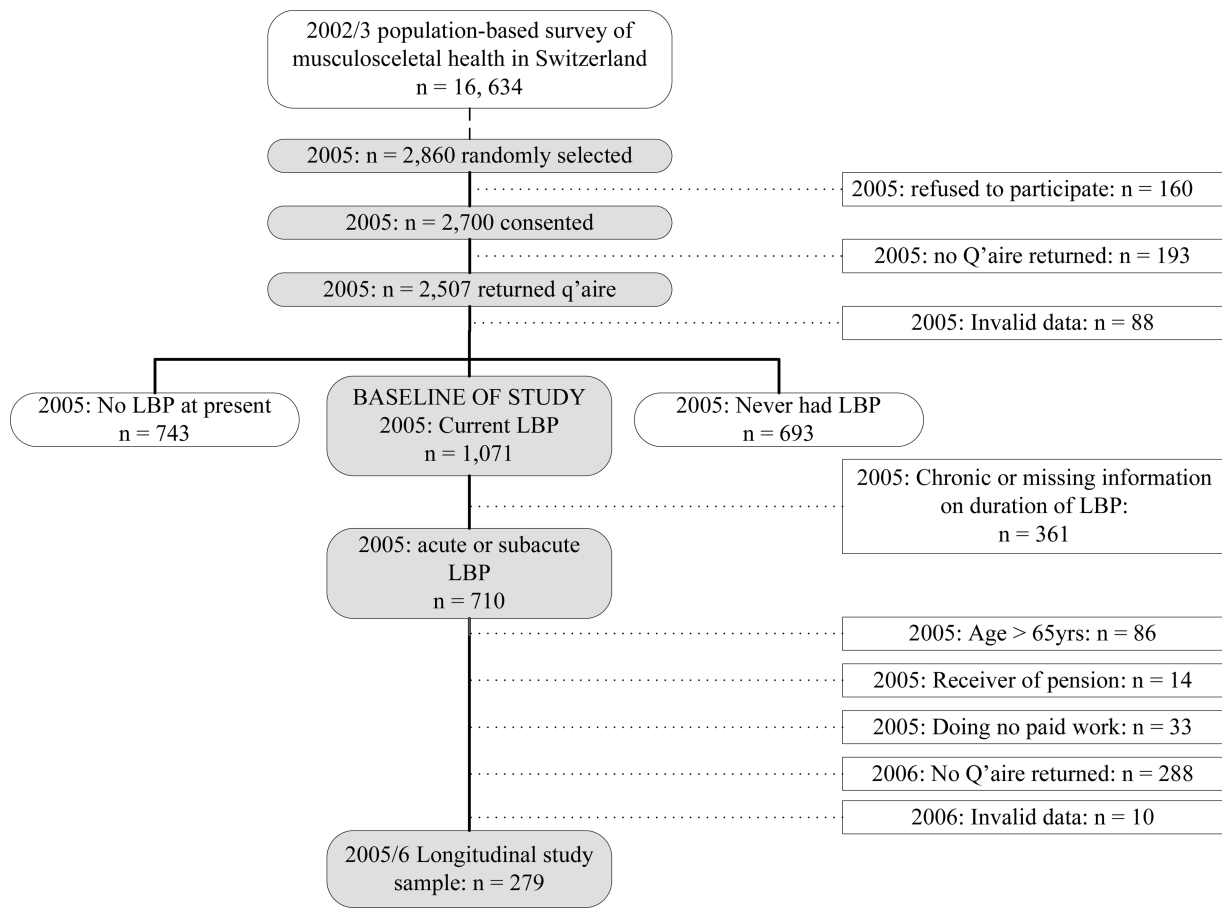 2002/3 population-based survey of
musculosceletal health in Switzerland
n = 16, 634
2005: n = 2,860 randomly selected
2005: refused to participate: n = 160
2005: n = 2,700 consented
2005: no Q’aire returned: n = 193
2005: n = 2,507 returned q’aire
2005: Invalid data: n = 88
2005: No LBP at present
n = 743
BASELINE OF STUDY
2005: Current LBP
n = 1,071
2005: Never had LBP
n = 693
2005: Chronic or missing information
on duration of LBP:
n = 361
2005: acute or subacute
LBP
n = 710
2005: Age > 65yrs: n = 86
2005: Receiver of pension: n = 14
2005: Doing no paid work: n = 33
2006: No Q’aire returned: n = 288
2006: Invalid data: n = 10
2005/6 Longitudinal study
sample: n = 279